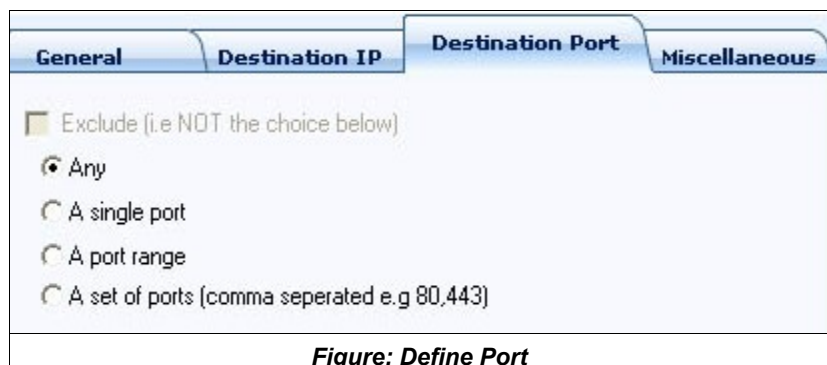 General Destination IP Destination Port Miscellaneous
Exclude (i.e NOT the choice below)
Any
A single port
A port range
A set of ports (comma seperated e.g 80,443)
Figure: Define Port